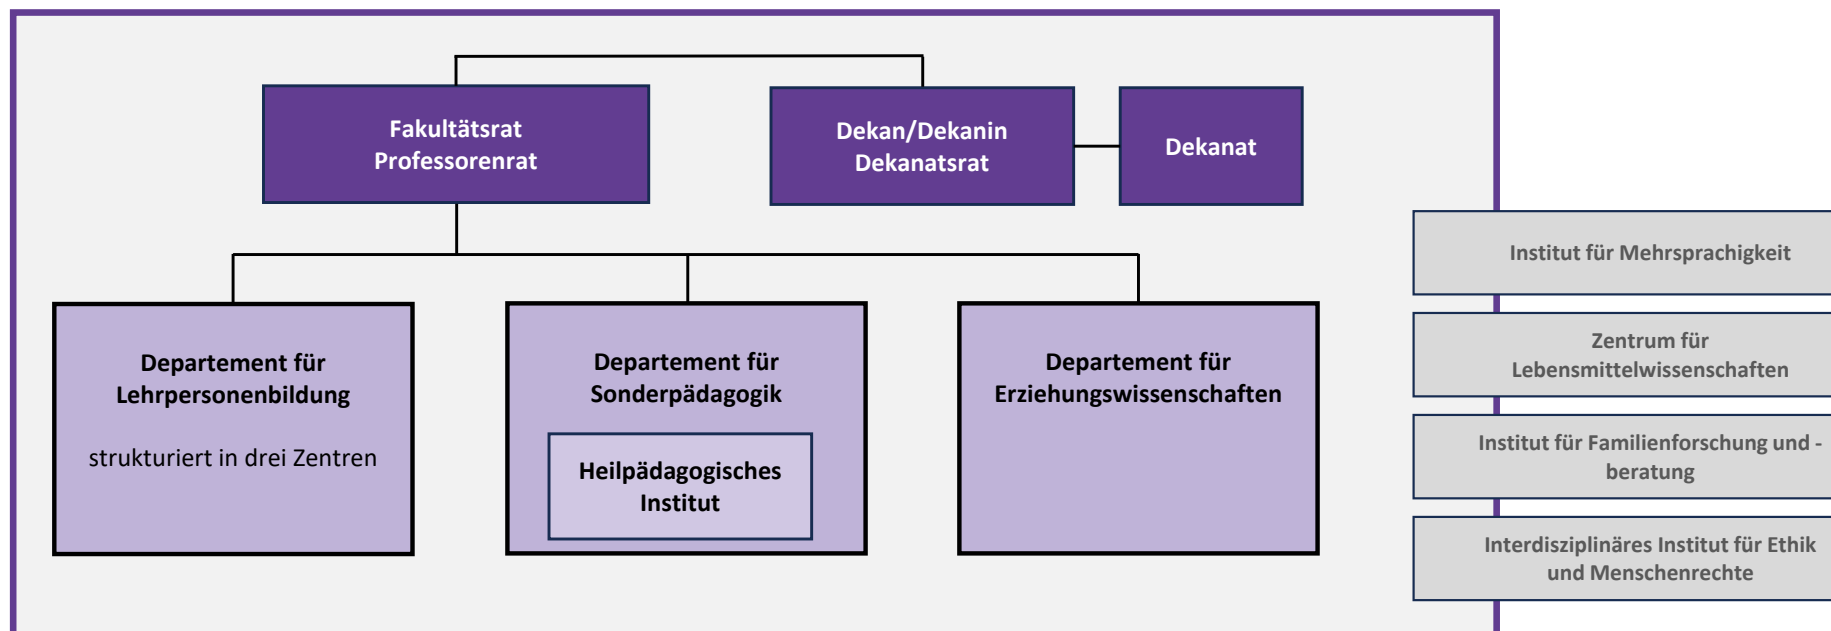 Fakultätsrat
Professorenrat
Dekan/Dekanin
Dekanatsrat
Dekanat
Institut für Mehrsprachigkeit
Zentrum für
Lebensmittelwissenschaften
Institut für Familienforschung und -
beratung
Interdisziplinäres Institut für Ethik
und Menschenrechte
Departement für
Lehrpersonenbildung
strukturiert in drei Zentren
Departement für
Sonderpädagogik
Heilpädagogisches
Institut
Departement für
Erziehungswissenschaften